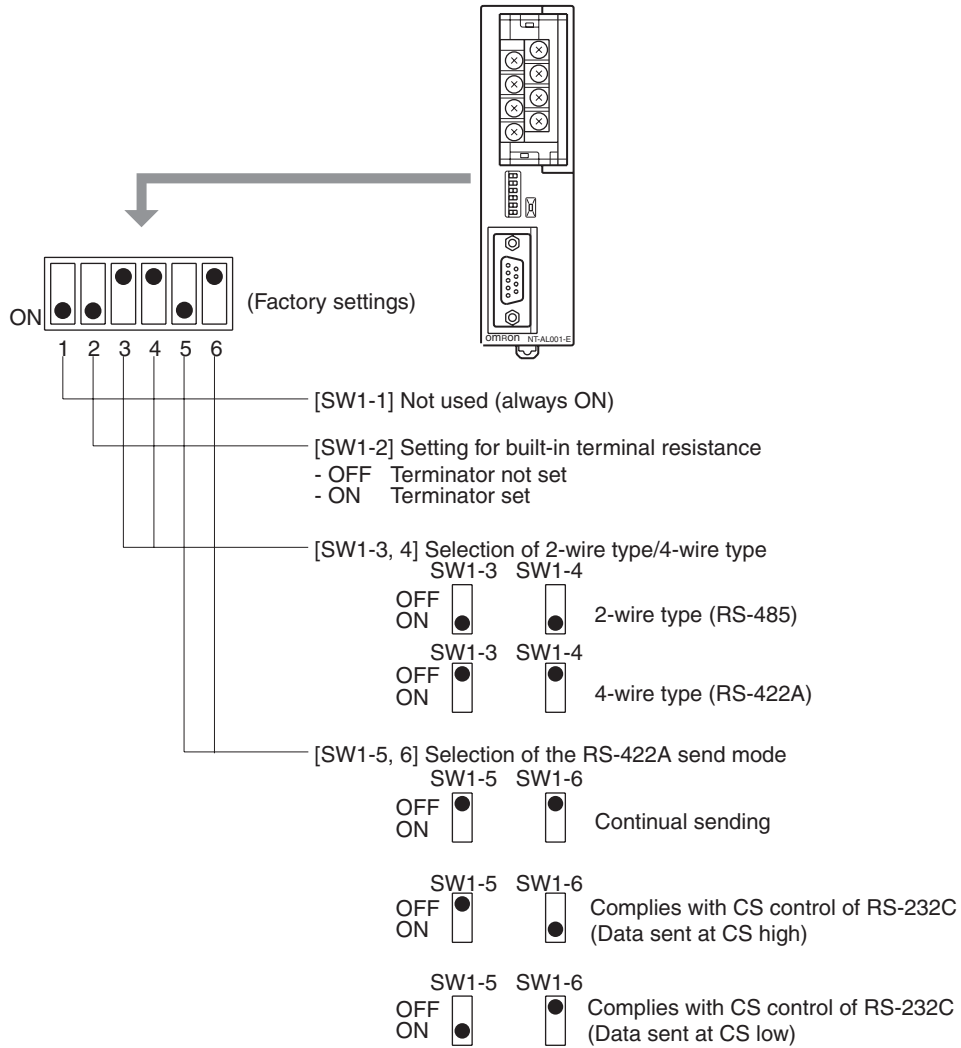 omron NT-AL001-E
ON
(Factory settings)
1 2 3 4 5 6
[SW1-1] Not used (always ON)
[SW1-2] Setting for built-in terminal resistance
- OFF Terminator not set
- ON Terminator set
[SW1-3, 4] Selection of 2-wire type/4-wire type
SW1-3 SW1-4
OFF
ON
2-wire type (RS-485)
SW1-3 SW1-4
OFF
ON
4-wire type (RS-422A)
[SW1-5, 6] Selection of the RS-422A send mode
SW1-5 SW1-6
OFF
ON
Continual sending
SW1-5 SW1-6
OFF
ON
Complies with CS control of RS-232C
(Data sent at CS high)
SW1-5 SW1-6
OFF
ON
Complies with CS control of RS-232C
(Data sent at CS low)